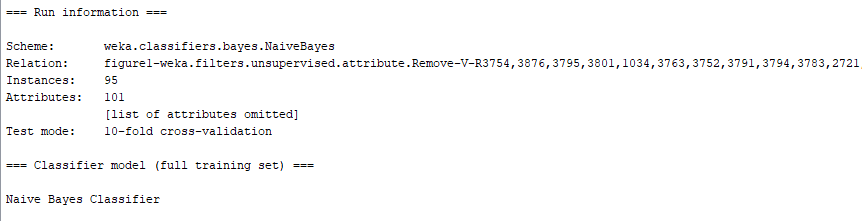 === Run information ===
Scheme: weka.classifiers.bayes.NaiveBayes
Relation: figure1-weka.filters.unsupervised.attribute.Remove-V-R3754,3876,3795,3801,1034,3763,3752,3791,3794,3783,2721,
Instances: 95
Attributes: 101
[list of attributes omitted]
Test mode: 10-fold cross-validation
=== Classifier model (full training set) ===
Naive Bayes Classifier